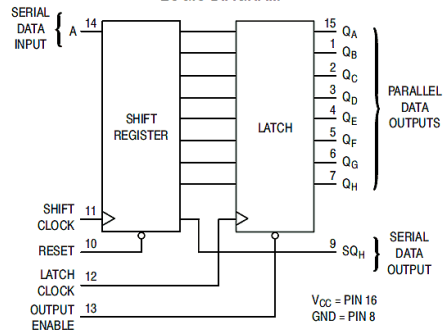 SERIAL
DATA
INPUT
A
14
SHIFT
REGISTER
LATCH
15 QA
1 QB
2 QC
3 QD
4 QE
5 QF
6 QG
7 QH
PARALLEL
DATA
OUTPUTS
SHIFT
CLOCK
11
RESET
10
LATCH
CLOCK
12
OUTPUT
ENABLE
13
9 SQH
SERIAL
DATA
OUTPUT
VCC = PIN 16
GND = PIN 8